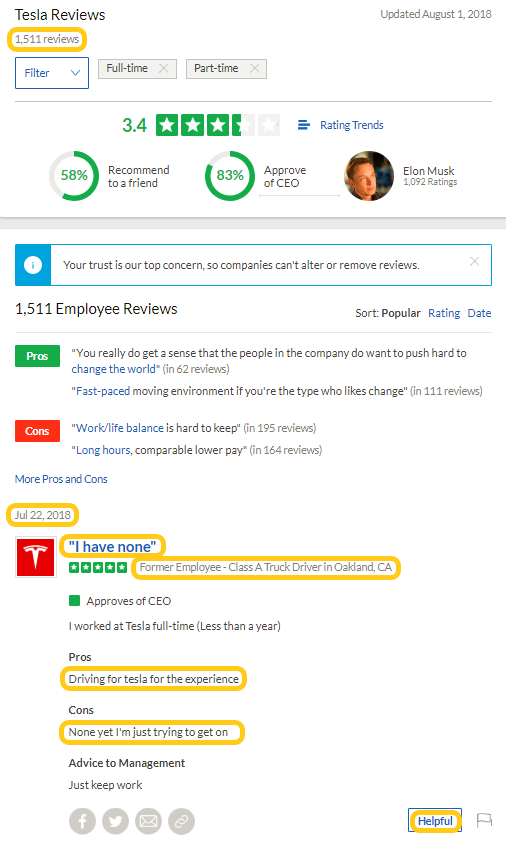 Tesla Reviews
Updated August 1, 2018
1,511 reviews
Filter
Full-time
Part-time
3.4
Rating Trends
58%
Recommend
to a friend
83%
Approve
of CEO
Elon Musk
1,092 Ratings
Your trust is our top concern, so companies can't alter or remove reviews.
1,511 Employee Reviews
Sort: Popular Rating Date
Pros
"You really do get a sense that the people in the company do want to push hard to
change the world" (in 62 reviews)
"Fast-paced moving environment if you're the type who likes change" (in 111 reviews)
Cons
"Work/life balance is hard to keep" (in 195 reviews)
"Long hours, comparable lower pay" (in 164 reviews)
More Pros and Cons
Jul 22, 2018
"I have none"
Former Employee - Class A Truck Driver in Oakland, CA
Approves of CEO
I worked at Tesla full-time (Less than a year)
Pros
Driving for tesla for the experience
Cons
None yet I'm just trying to get on
Advice to Management
Just keep work
Helpful